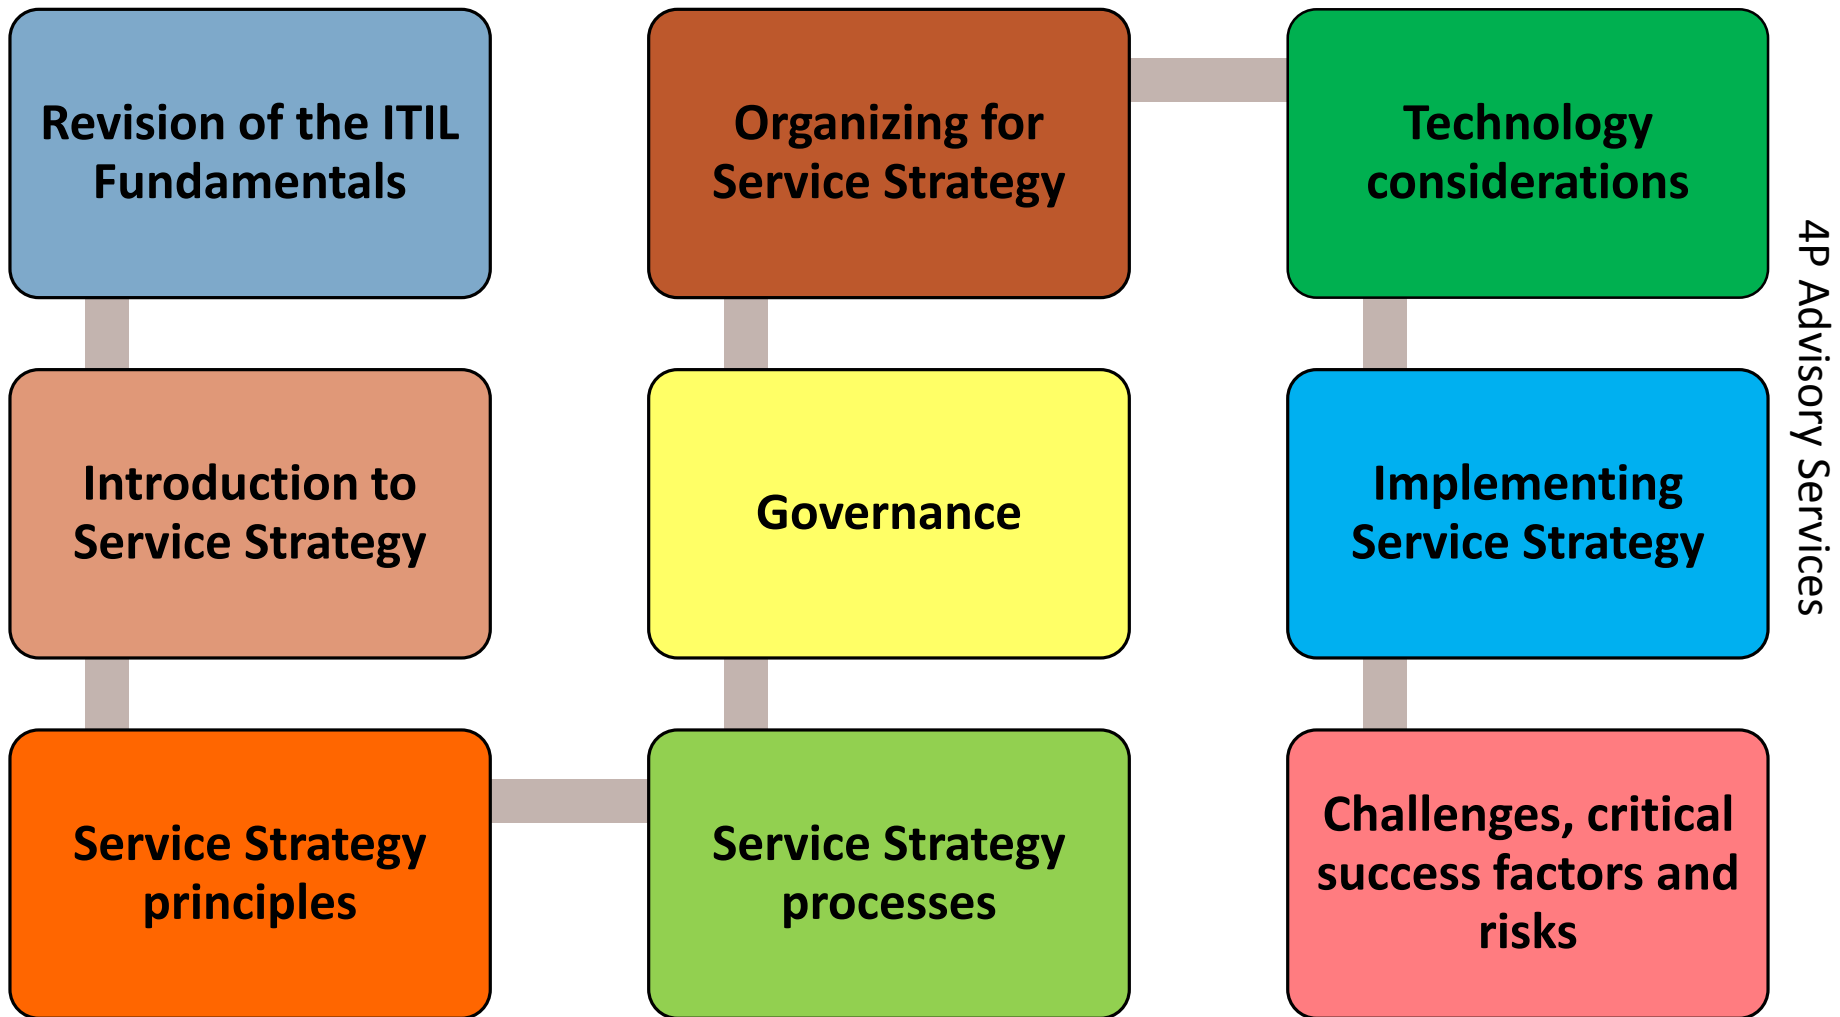 Revision of the ITIL
Fundamentals
Introduction to
Service Strategy
Service Strategy
principles
Service Strategy
processes
Governance
Organizing for
Service Strategy
Technology
considerations
Implementing
Service Strategy
Challenges, critical
success factors and
risks
4P Advisory Services